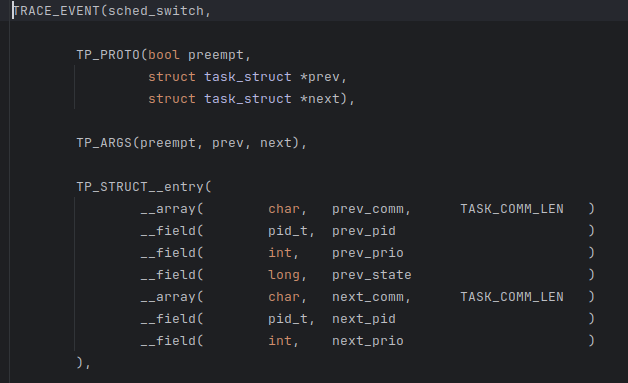 TRACE_EVENT(sched_switch,
TP_PROTO(bool preempt,
struct task_struct *prev,
struct task_struct *next),
TP_ARGS(preempt, prev, next),
TP_STRUCT__entry(
__array( char, prev_comm, TASK_COMM_LEN )
__field( pid_t, prev_pid )
__field( int, prev_prio )
__field( long, prev_state )
__array( char, next_comm, TASK_COMM_LEN )
__field( pid_t, next_pid )
__field( int, next_prio )
),